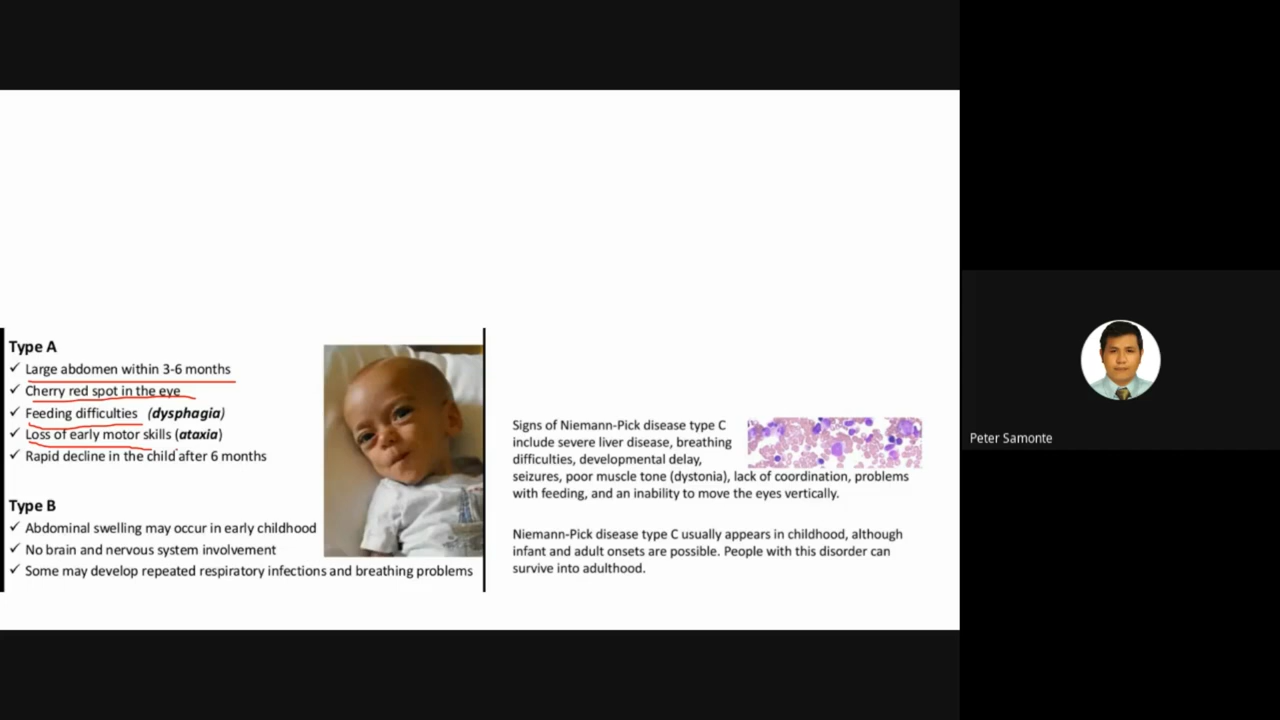 Type A
✓ Large abdomen within 3-6 months
✓ Cherry red spot in the eye
✓ Feeding difficulties (dysphagia)
✓ Loss of early motor skills (ataxia)
✓ Rapid decline in the child after 6 months
Type B
✓ Abdominal swelling may occur in early childhood
✓ No brain and nervous system involvement
✓ Some may develop repeated respiratory infections and breathing problems
Signs of Niemann-Pick disease type C
include severe liver disease, breathing
difficulties, developmental delay,
seizures, poor muscle tone (dystonia), lack of coordination, problems
with feeding, and an inability to move the eyes vertically.
Niemann-Pick disease type C usually appears in childhood, although
infant and adult onsets are possible. People with this disorder can
survive into adulthood.
Peter Samonte